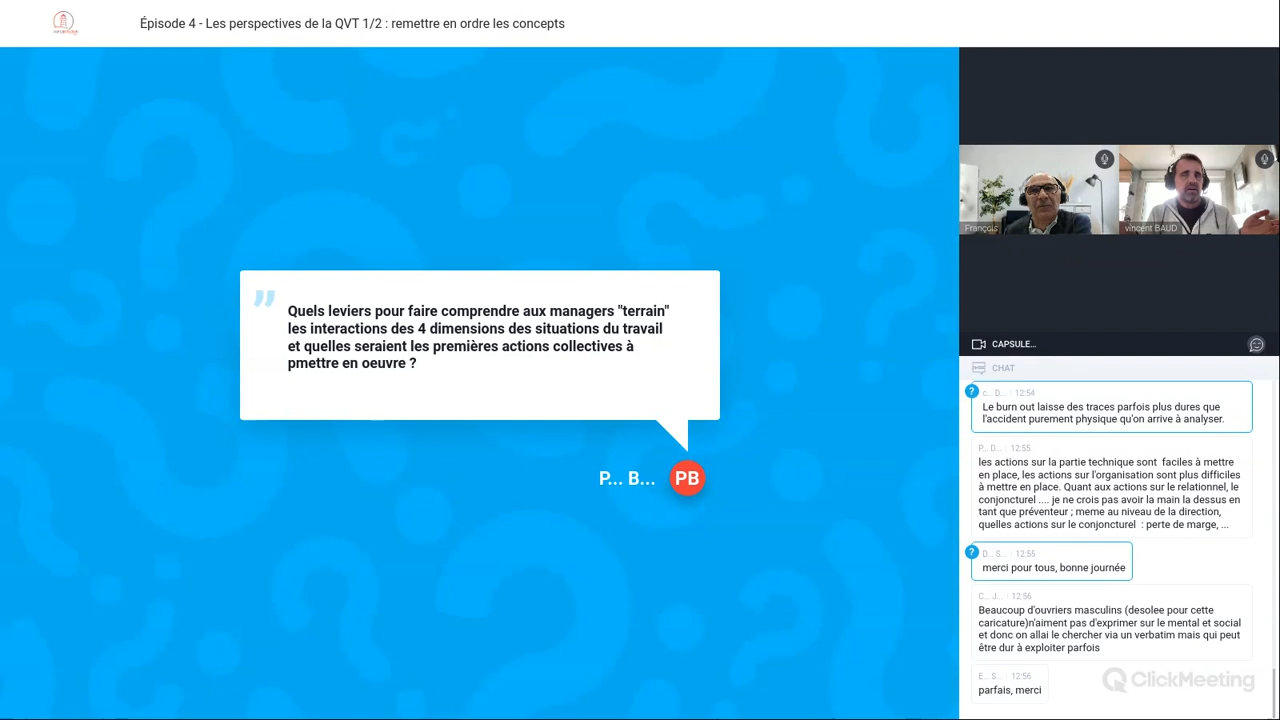 Épisode 4 - Les perspectives de la QVT 1/2 : remettre en ordre les concepts
Quels leviers pour faire comprendre aux managers "terrain"
les interactions des 4 dimensions des situations du travail
et quelles seraient les premières actions collectives à
pmettre en oeuvre ?
P... B...
PB
François
vincent BAUD
CAPSULE...
CHAT
c... D... 12:54
Le burn out laisse des traces parfois plus dures que
l'accident purement physique qu'on arrive à analyser.
P... D... 12:55
les actions sur la partie technique sont faciles à mettre
en place, les actions sur l'organisation sont plus difficiles
à mettre en place. Quant aux actions sur le relationnel, le
conjoncturel .... je ne crois pas avoir la main la dessus en
tant que préventeur ; meme au niveau de la direction,
quelles actions sur le conjoncturel : perte de marge, ...
D... S... 12:55
merci pour tous, bonne journée
C... J... 12:56
Beaucoup d'ouvriers masculins (desolee pour cette
caricature)n'aiment pas d'exprimer sur le mental et social
et donc on allai le chercher via un verbatim mais qui peut
être dur à exploiter parfois
E... S... 12:56
parfais, merci
ClickMeeting